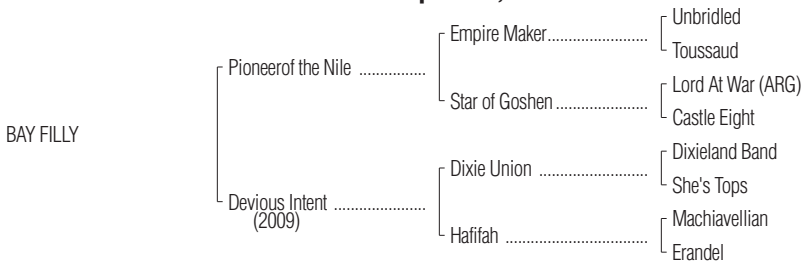 Unbridled
Empire Maker
Toussaud
Pioneerof the Nile
Lord At War (ARG)
Star of Goshen
Castle Eight
BAY FILLY
Dixieland Band
Dixie Union
She's Tops
Devious Intent
(2009)
Machiavellian
Hafifah
Erandel